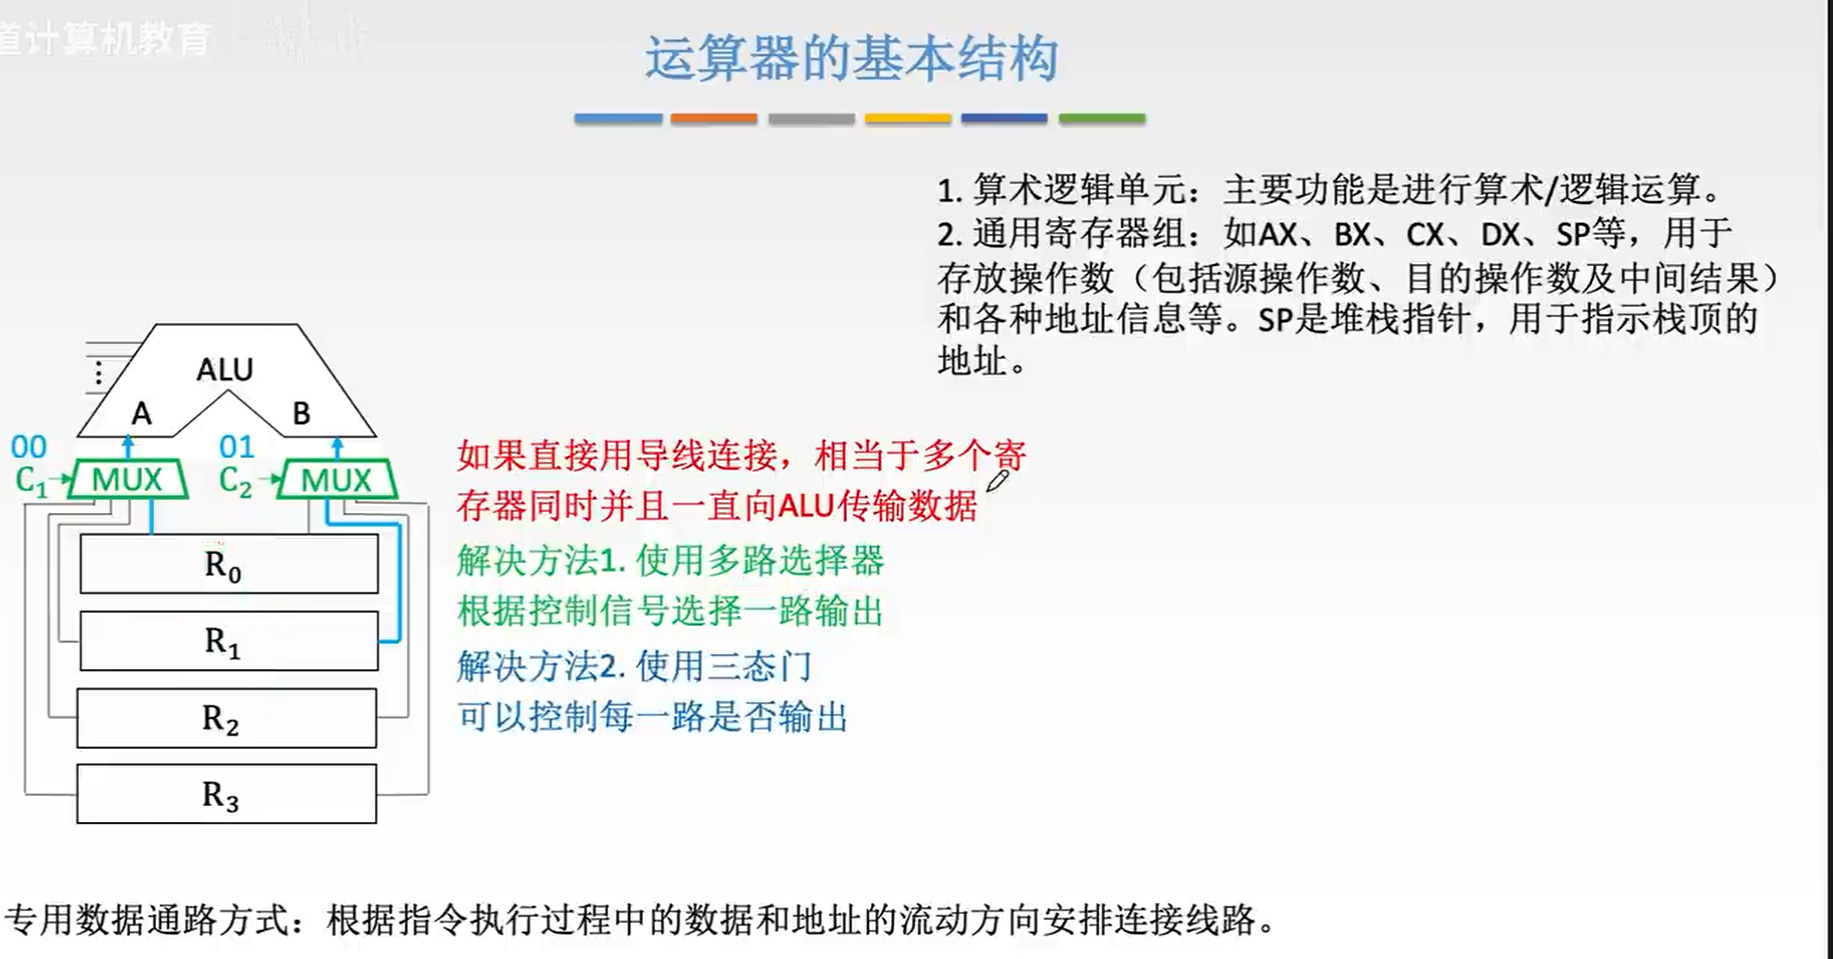 道计算机教育
运算器的基本结构
1. 算术逻辑单元：主要功能是进行算术/逻辑运算。
2. 通用寄存器组：如AX、BX、CX、DX、SP等，用于
存放操作数（包括源操作数、目的操作数及中间结果）
和各种地址信息等。SP是堆栈指针，用于指示栈顶的
地址。
ALU
A
B
00
01
C₁
MUX
C₂
MUX
R₀
R₁
R₂
R₃
如果直接用导线连接，相当于多个寄
存器同时并且一直向ALU传输数据
解决方法1. 使用多路选择器
根据控制信号选择一路输出
解决方法2. 使用三态门
可以控制每一路是否输出
专用数据通路方式：根据指令执行过程中的数据和地址的流动方向安排连接线路。